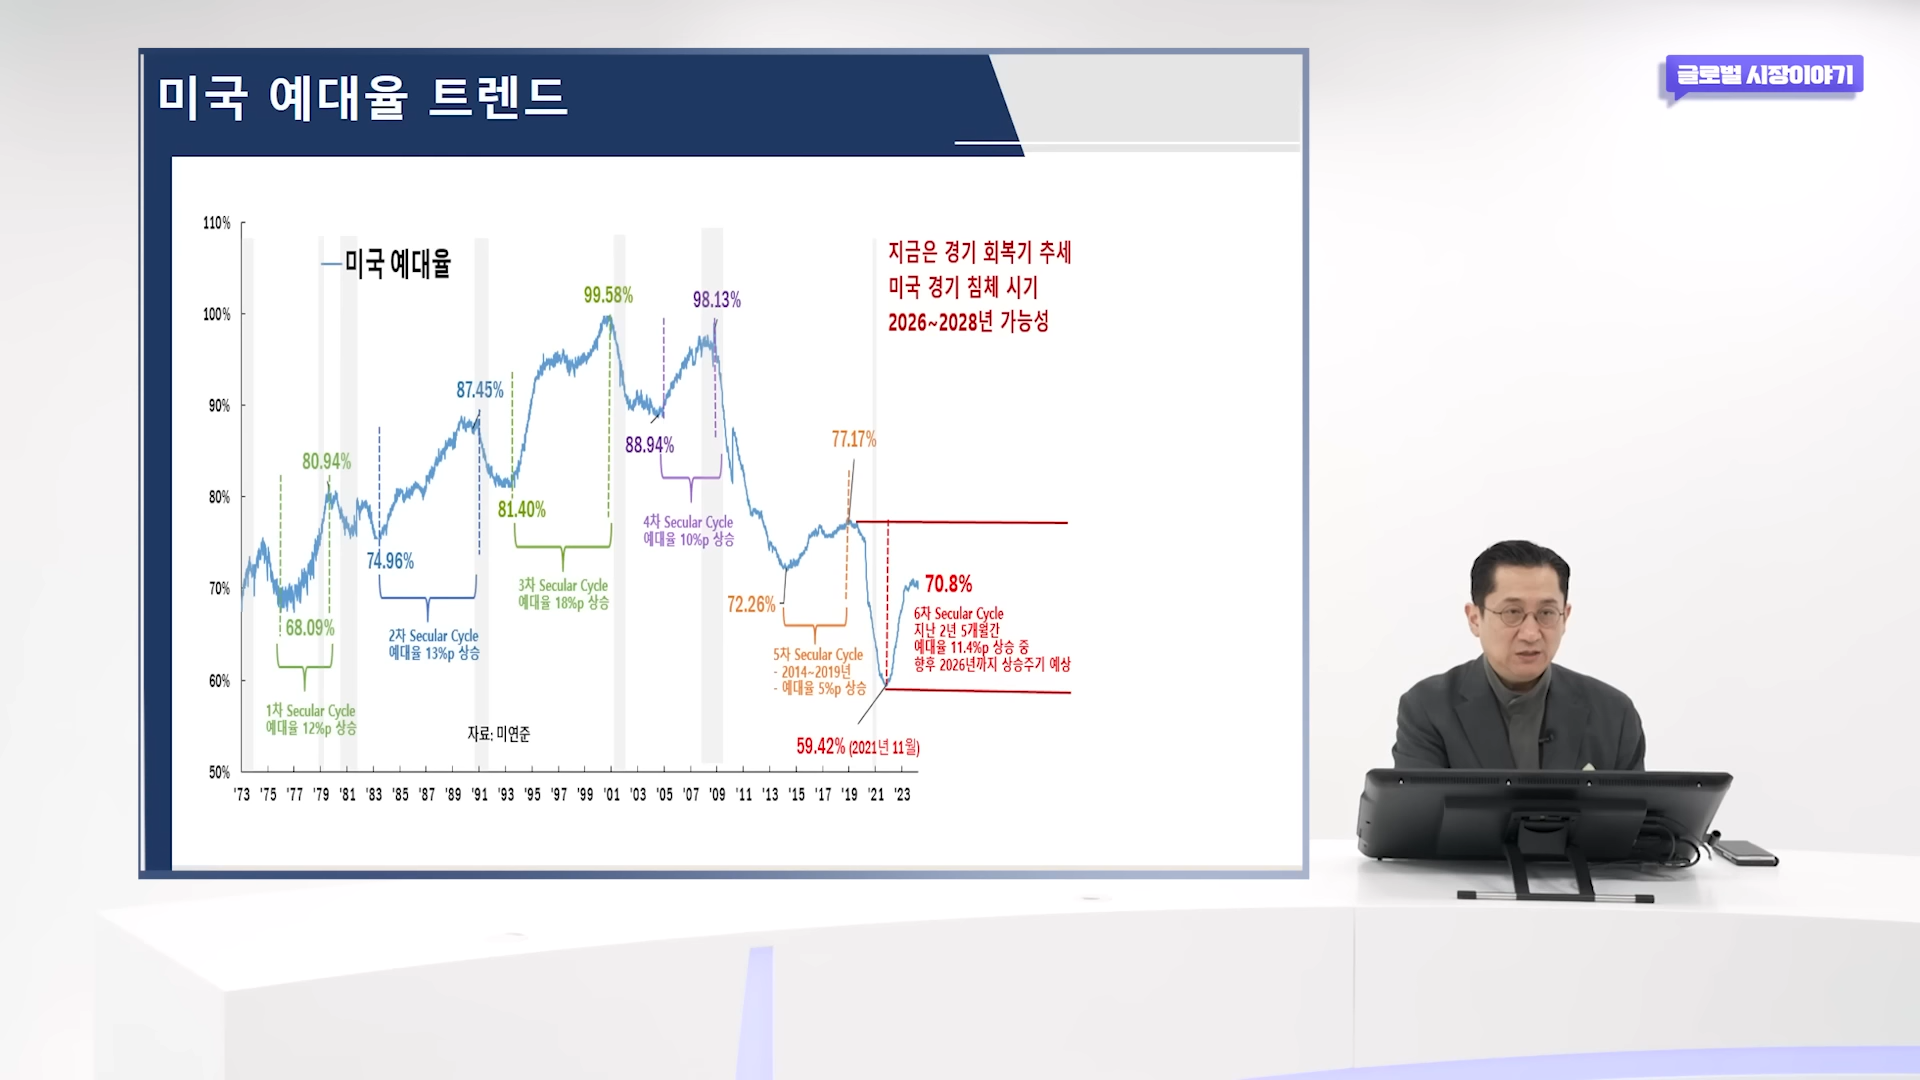 미국 예대율 트렌드
글로벌 시장이야기
110%
100%
90%
80%
70%
60%
50%
미국 예대율
지금은 경기 회복기 추세
미국 경기 침체 시기
2026~2028년 가능성
99.58%
98.13%
87.45%
88.94%
77.17%
80.94%
81.40%
74.96%
68.09%
72.26%
70.8%
4차 Secular Cycle
예대율 10%p 상승
3차 Secular Cycle
예대율 18%p 상승
2차 Secular Cycle
예대율 13%p 상승
1차 Secular Cycle
예대율 12%p 상승
5차 Secular Cycle
- 2014~2019년
- 예대율 5%p 상승
6차 Secular Cycle
지난 2년 5개월간
예대율 11.4%p 상승 중
향후 2026년까지 상승주기 예상
자료: 미연준
59.42% (2021년 11월)
'73 '75 '77 '79 '81 '83 '85 '87 '89 '91 '93 '95 '97 '99 '01 '03 '05 '07 '09 '11 '13 '15 '17 '19 '21 '23